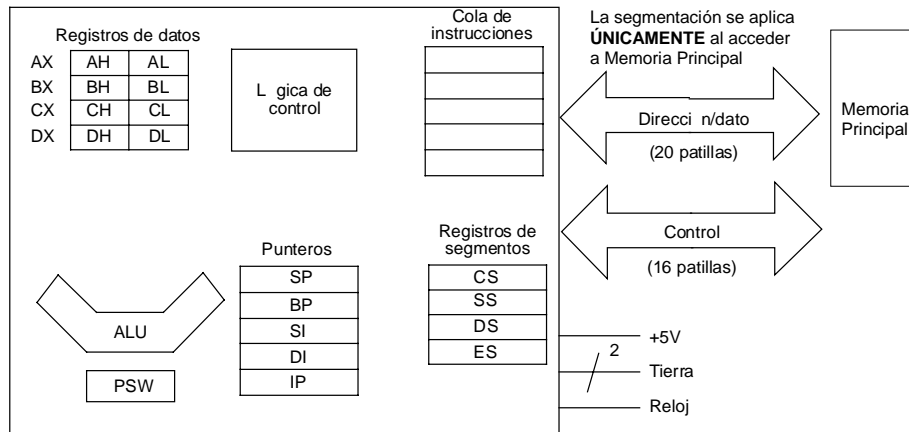 Registros de datos
AX AH AL
BX BH BL
CX CH CL
DX DH DL
L gica de
control
Cola de
instrucciones
La segmentación se aplica
ÚNICAMENTE al acceder
a Memoria Principal
Direcci n/dato
(20 patillas)
Memoria
Principal
Control
(16 patillas)
ALU
PSW
Punteros
SP
BP
SI
DI
IP
Registros de
segmentos
CS
SS
DS
ES
+5V
2
Tierra
Reloj